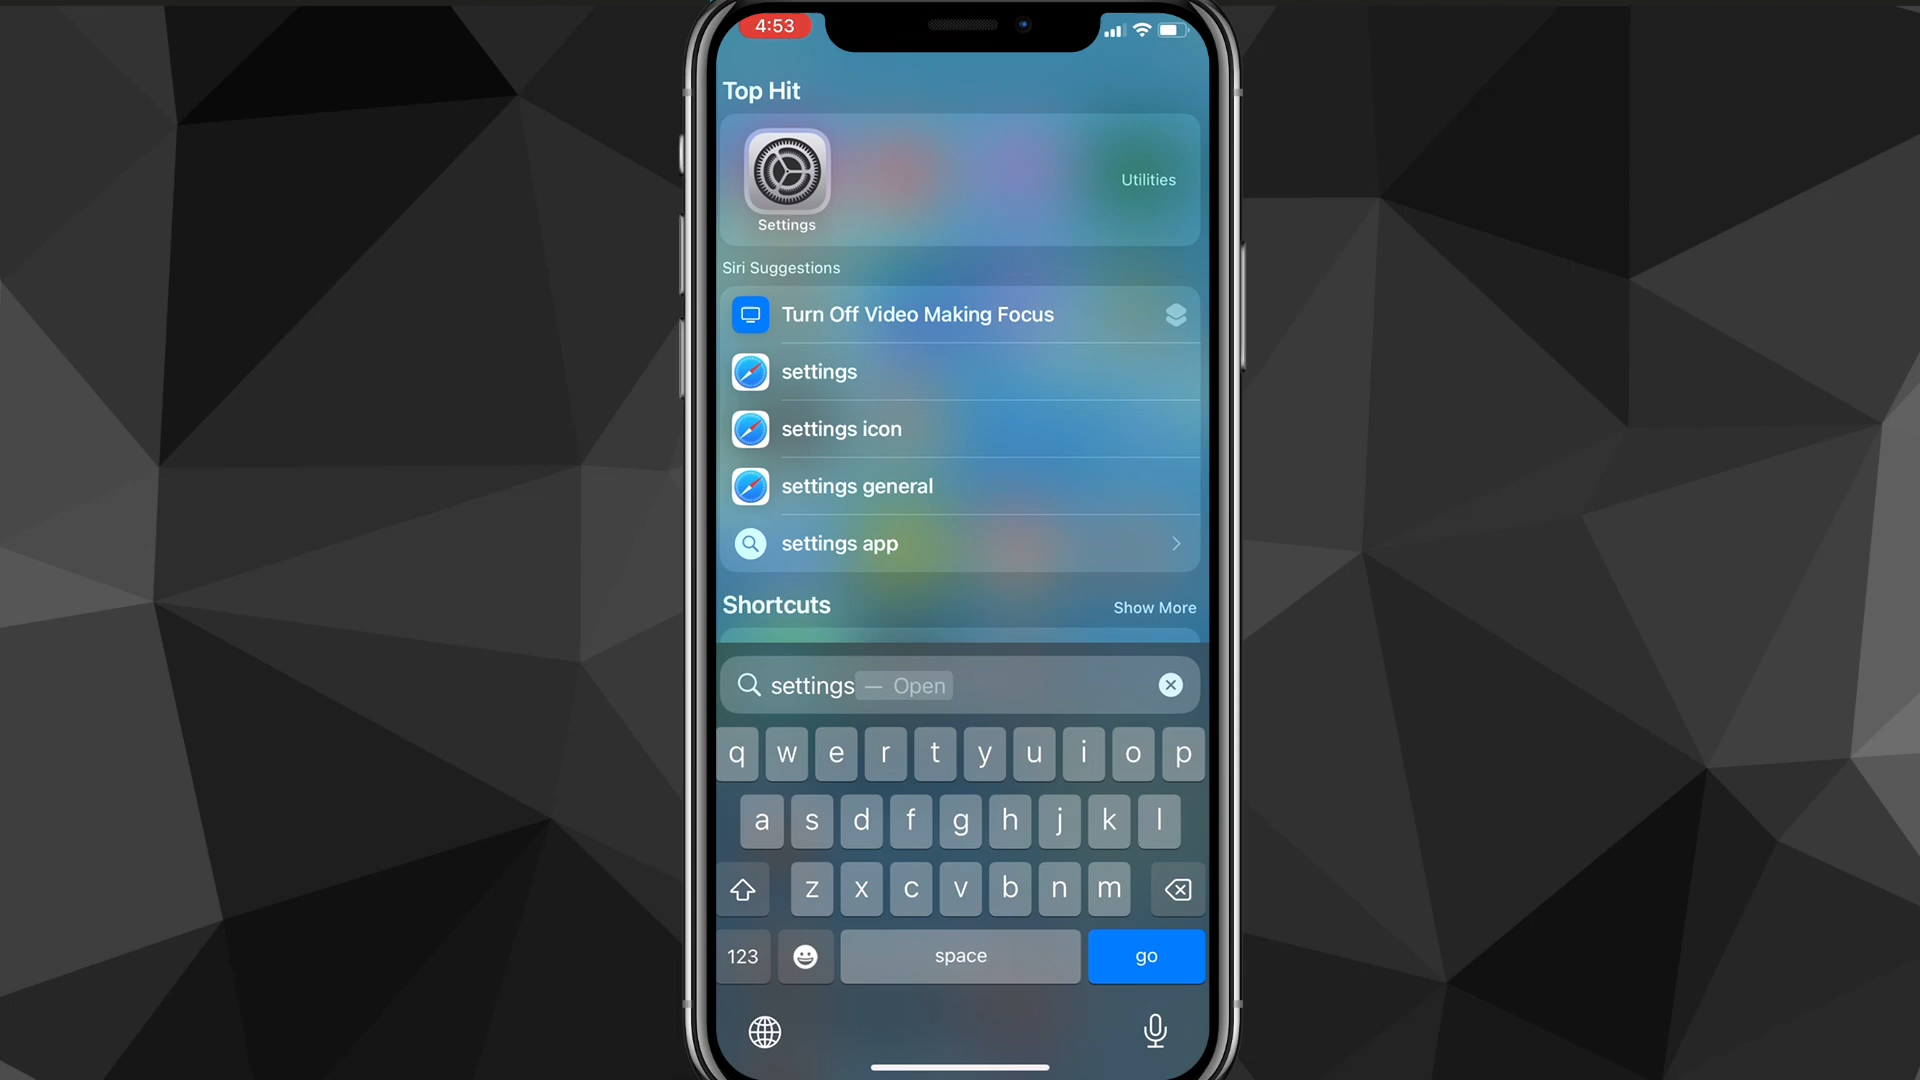 4:53
Top Hit
Settings
Utilities
Siri Suggestions
Turn Off Video Making Focus
settings
settings icon
settings general
settings app
Shortcuts
Show More
settings — Open
q w e r t y u i o p
a s d f g h j k l
z x c v b n m
123 space go